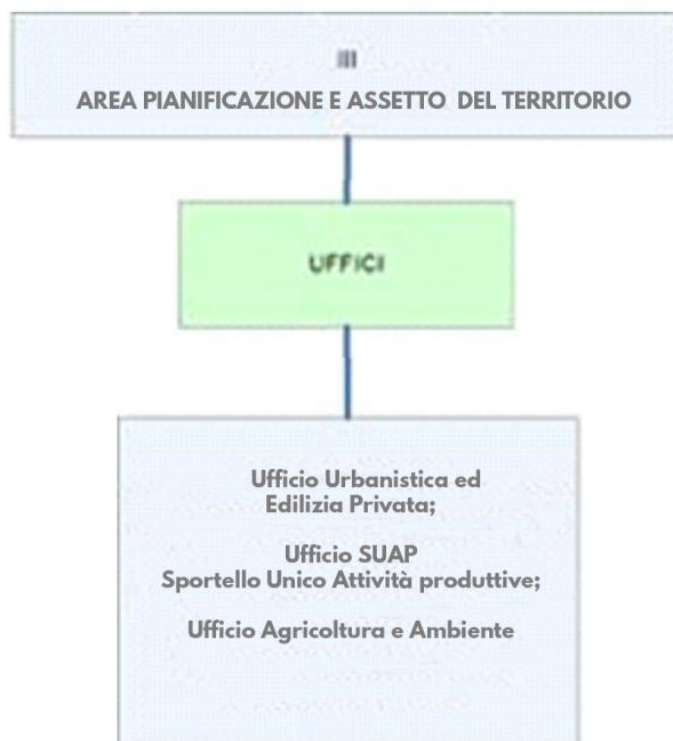 III
AREA PIANIFICAZIONE E ASSETTO DEL TERRITORIO
UFFICI
Ufficio Urbanistica ed
Edilizia Privata;
Ufficio SUAP
Sportello Unico Attività produttive;
Ufficio Agricoltura e Ambiente